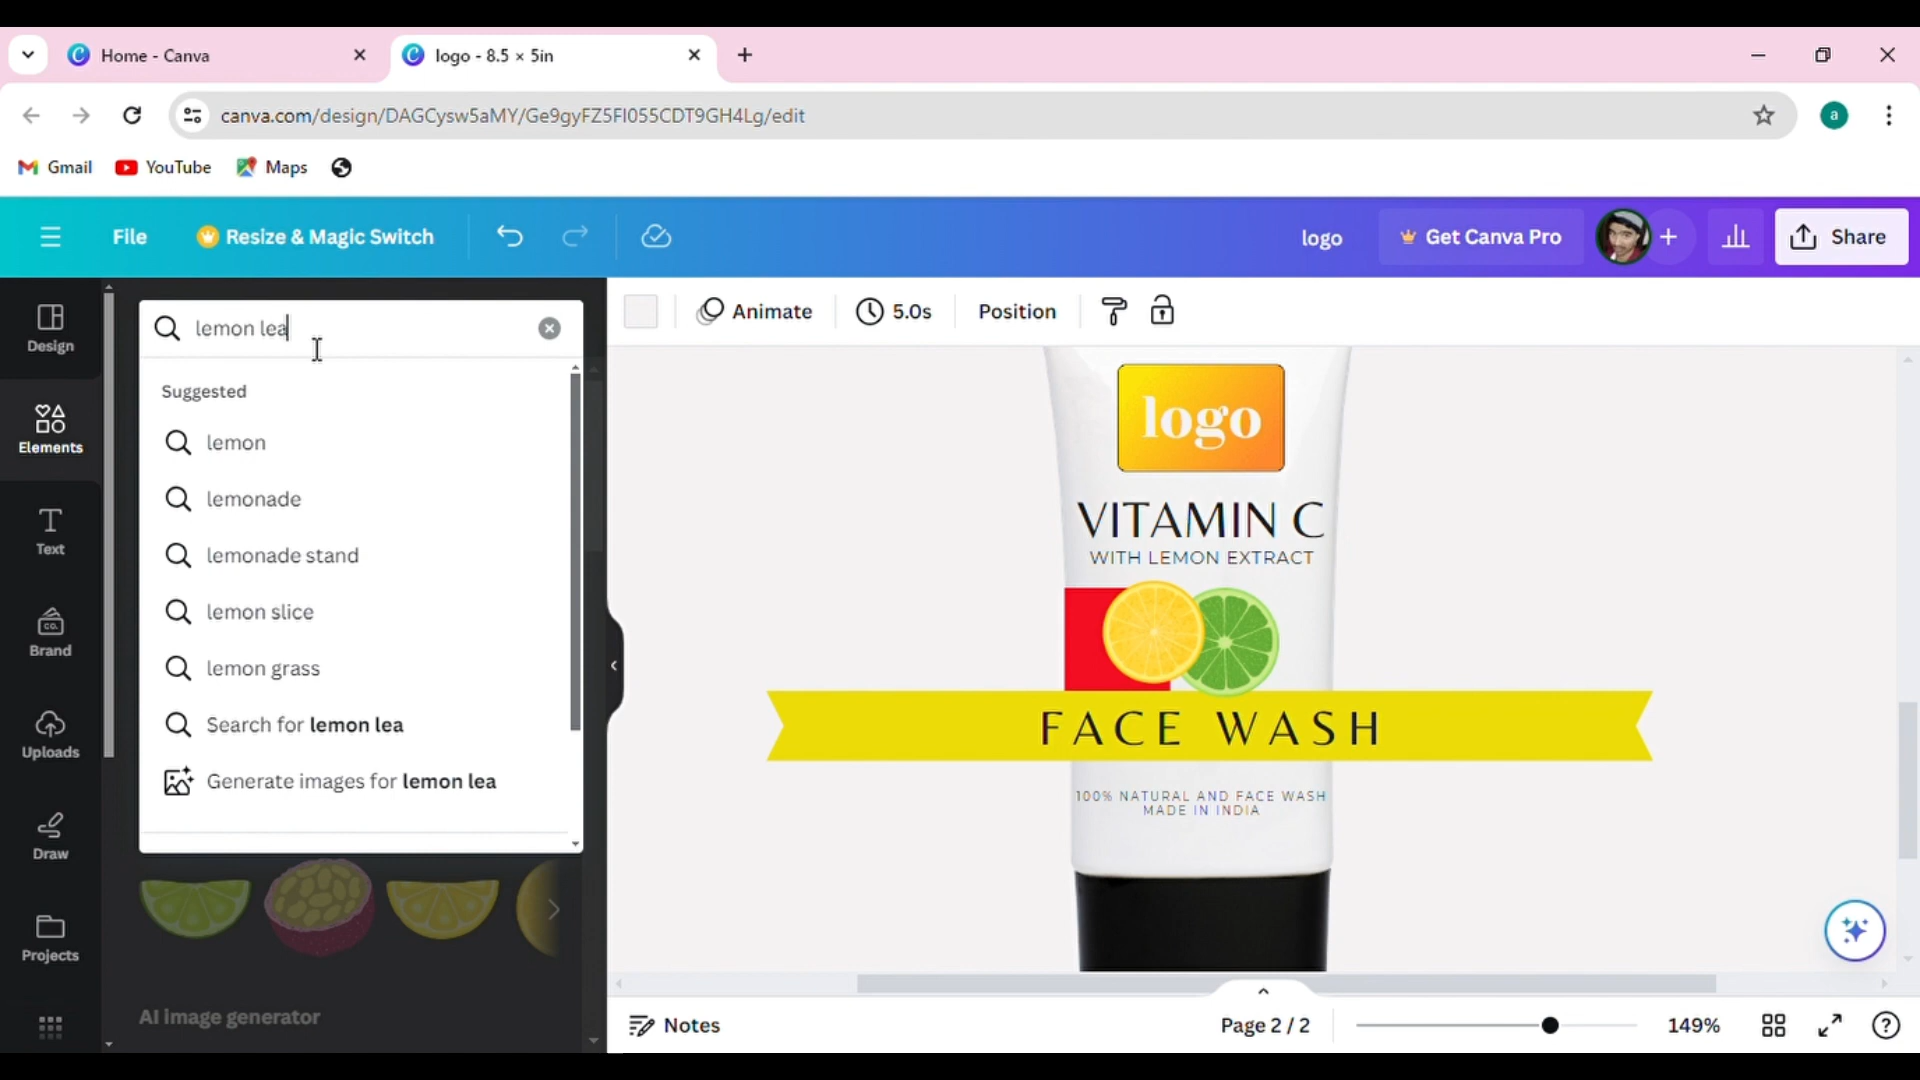 Home - Canva
logo - 8.5 × 5in
canva.com/design/DAGCysw5aMY/Ge9gyFZ5FI055CDT9GH4Lg/edit
a
Gmail
YouTube
Maps
File
Resize & Magic Switch
logo
Get Canva Pro
Share
Design
Elements
Text
Brand
Uploads
Draw
Projects
lemon lea
Suggested
lemon
lemonade
lemonade stand
lemon slice
lemon grass
Search for lemon lea
Generate images for lemon lea
AI image generator
Animate
5.0s
Position
logo
VITAMIN C
WITH LEMON EXTRACT
FACE WASH
100% NATURAL AND FACE WASH
MADE IN INDIA
Notes
Page 2 / 2
149%